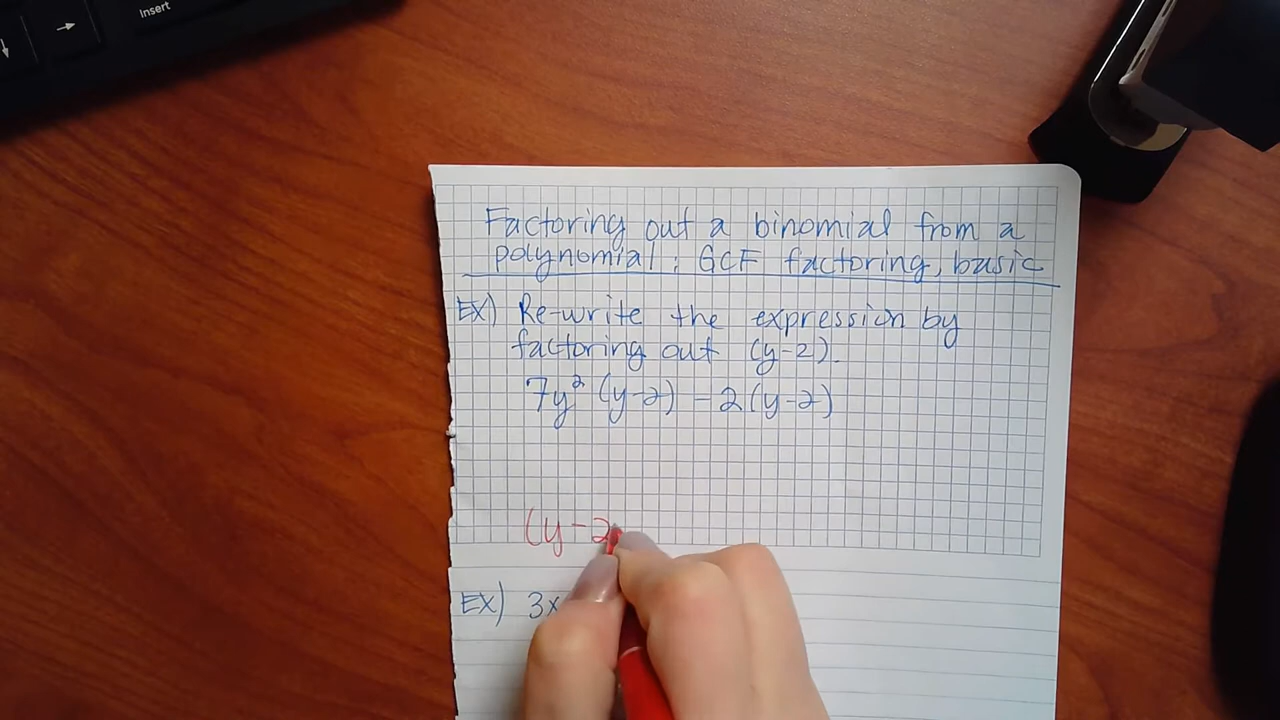 Insert
Factoring out a binomial from a
polynomial: GCF factoring, basic
EX) Re-write the expression by
factoring out (y-2).
7y² (y-2) - 2(y-2)
(y-2
EX) 3x